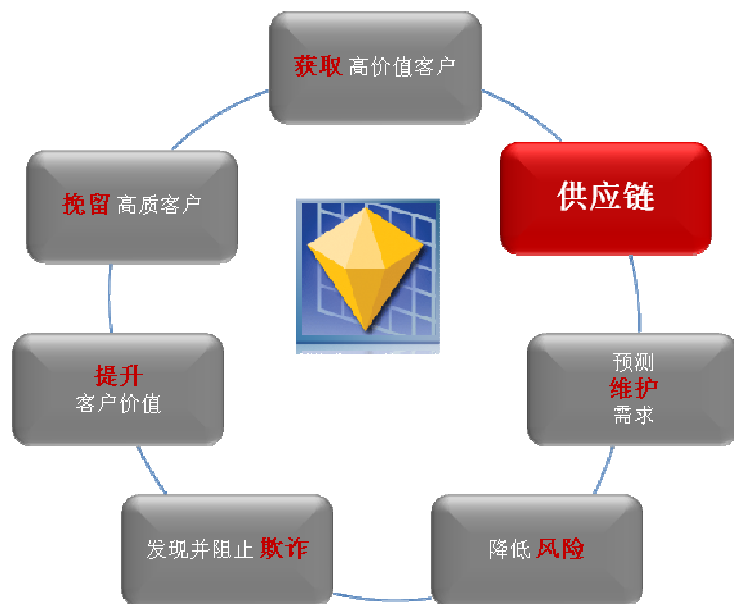 获取 高价值客户
供应链
挽留 高质客户
提升
客户价值
预测
维护
需求
发现并阻止 欺诈
降低 风险